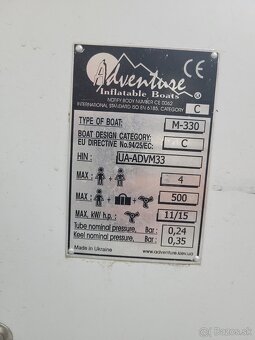 Adventure
Inflatable Boats ®
CE
NOTIFY BODY NUMBER CE 0062
INTERNATIONAL STANDARD ISO EN 6185, CATEGORY C
TYPE OF BOAT: M-330
BOAT DESIGN CATEGORY: C
EU DIRECTIVE No.94/25/EC:
HIN: UA-ADVM33
MAX: + 4
MAX: + + 500
MAX. kW h.p. 11/15
Tube nominal pressure, Bar: 0,24
Keel nominal pressure, Bar: 0,35
Made in Ukraine www.adventure.kiev.ua
bazos.sk